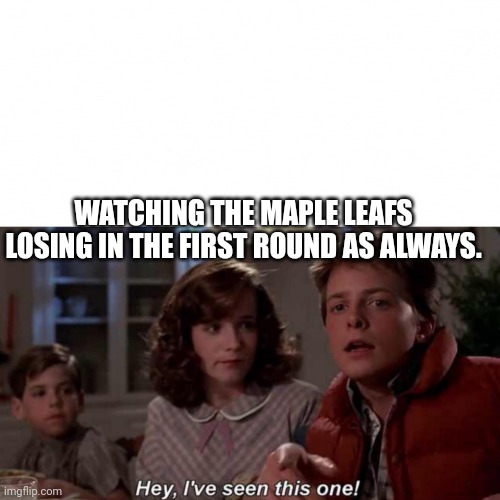 WATCHING THE MAPLE LEAFS
LOSING IN THE FIRST ROUND AS ALWAYS.
Hey, I've seen this one!
imgflip.com